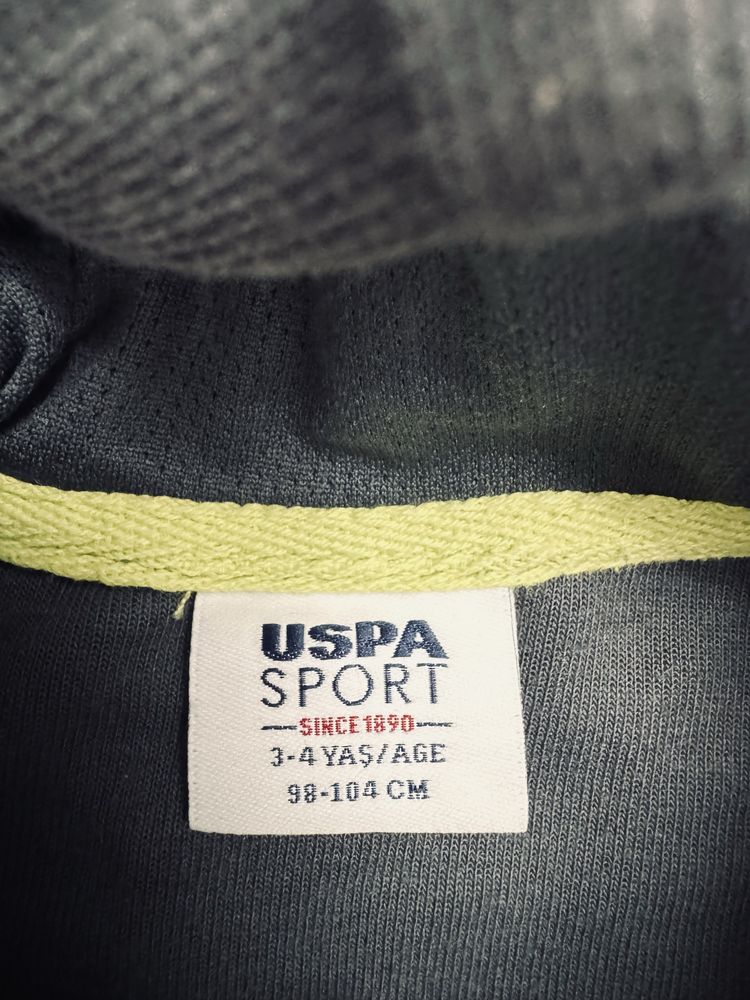 USPA
SPORT
SINCE 1890
3-4 YAŞ/AGE
98-104 CM